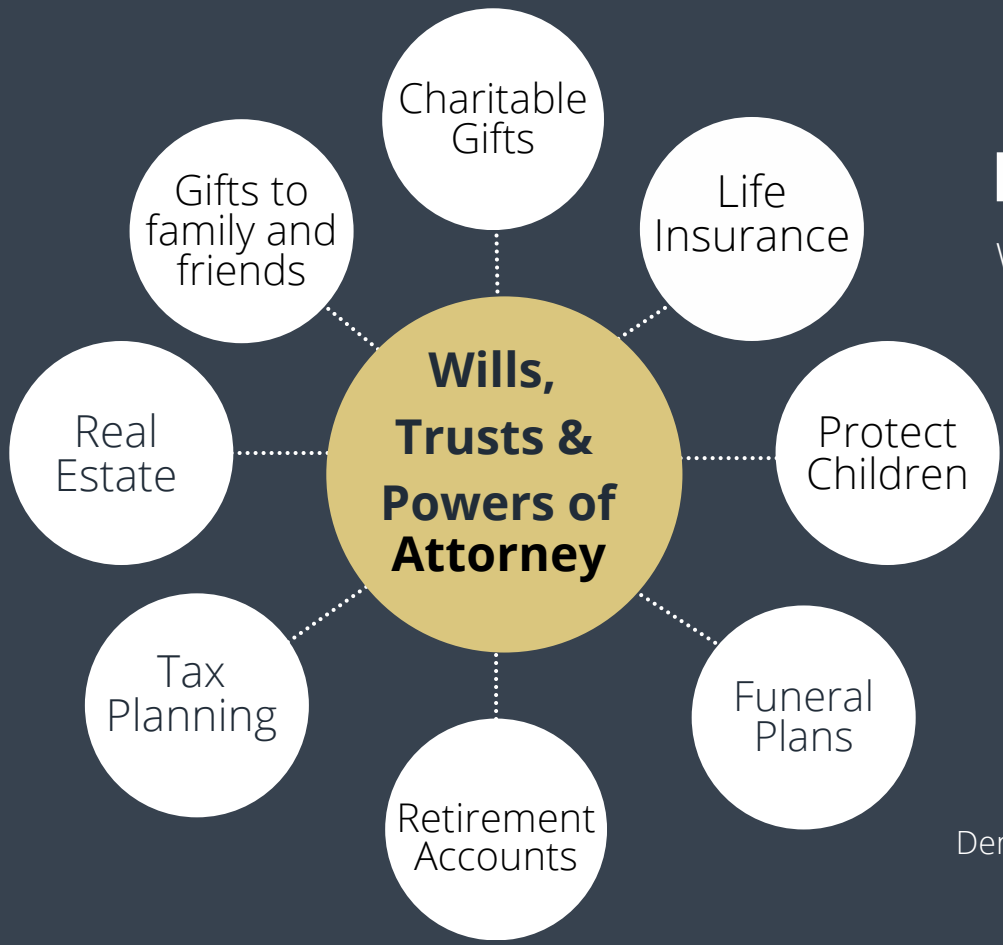 Charitable
Gifts
Gifts to
family and
friends
Life
Insurance
Wills,
Trusts &
Powers of
Attorney
Real
Estate
Protect
Children
Tax
Planning
Funeral
Plans
Retirement
Accounts